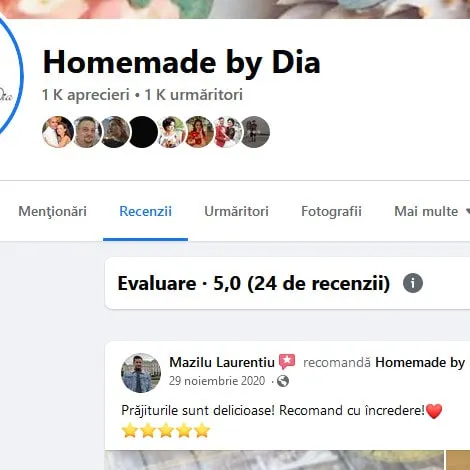 Homemade by Dia
1 K aprecieri • 1 K urmăritori
Menționări Recenzii Urmăritori Fotografii Mai multe
Evaluare · 5,0 (24 de recenzii)
Mazilu Laurentiu recomandă Homemade by
29 noiembrie 2020 ·
Prăjiturile sunt delicioase! Recomand cu încredere!❤️
⭐⭐⭐⭐⭐